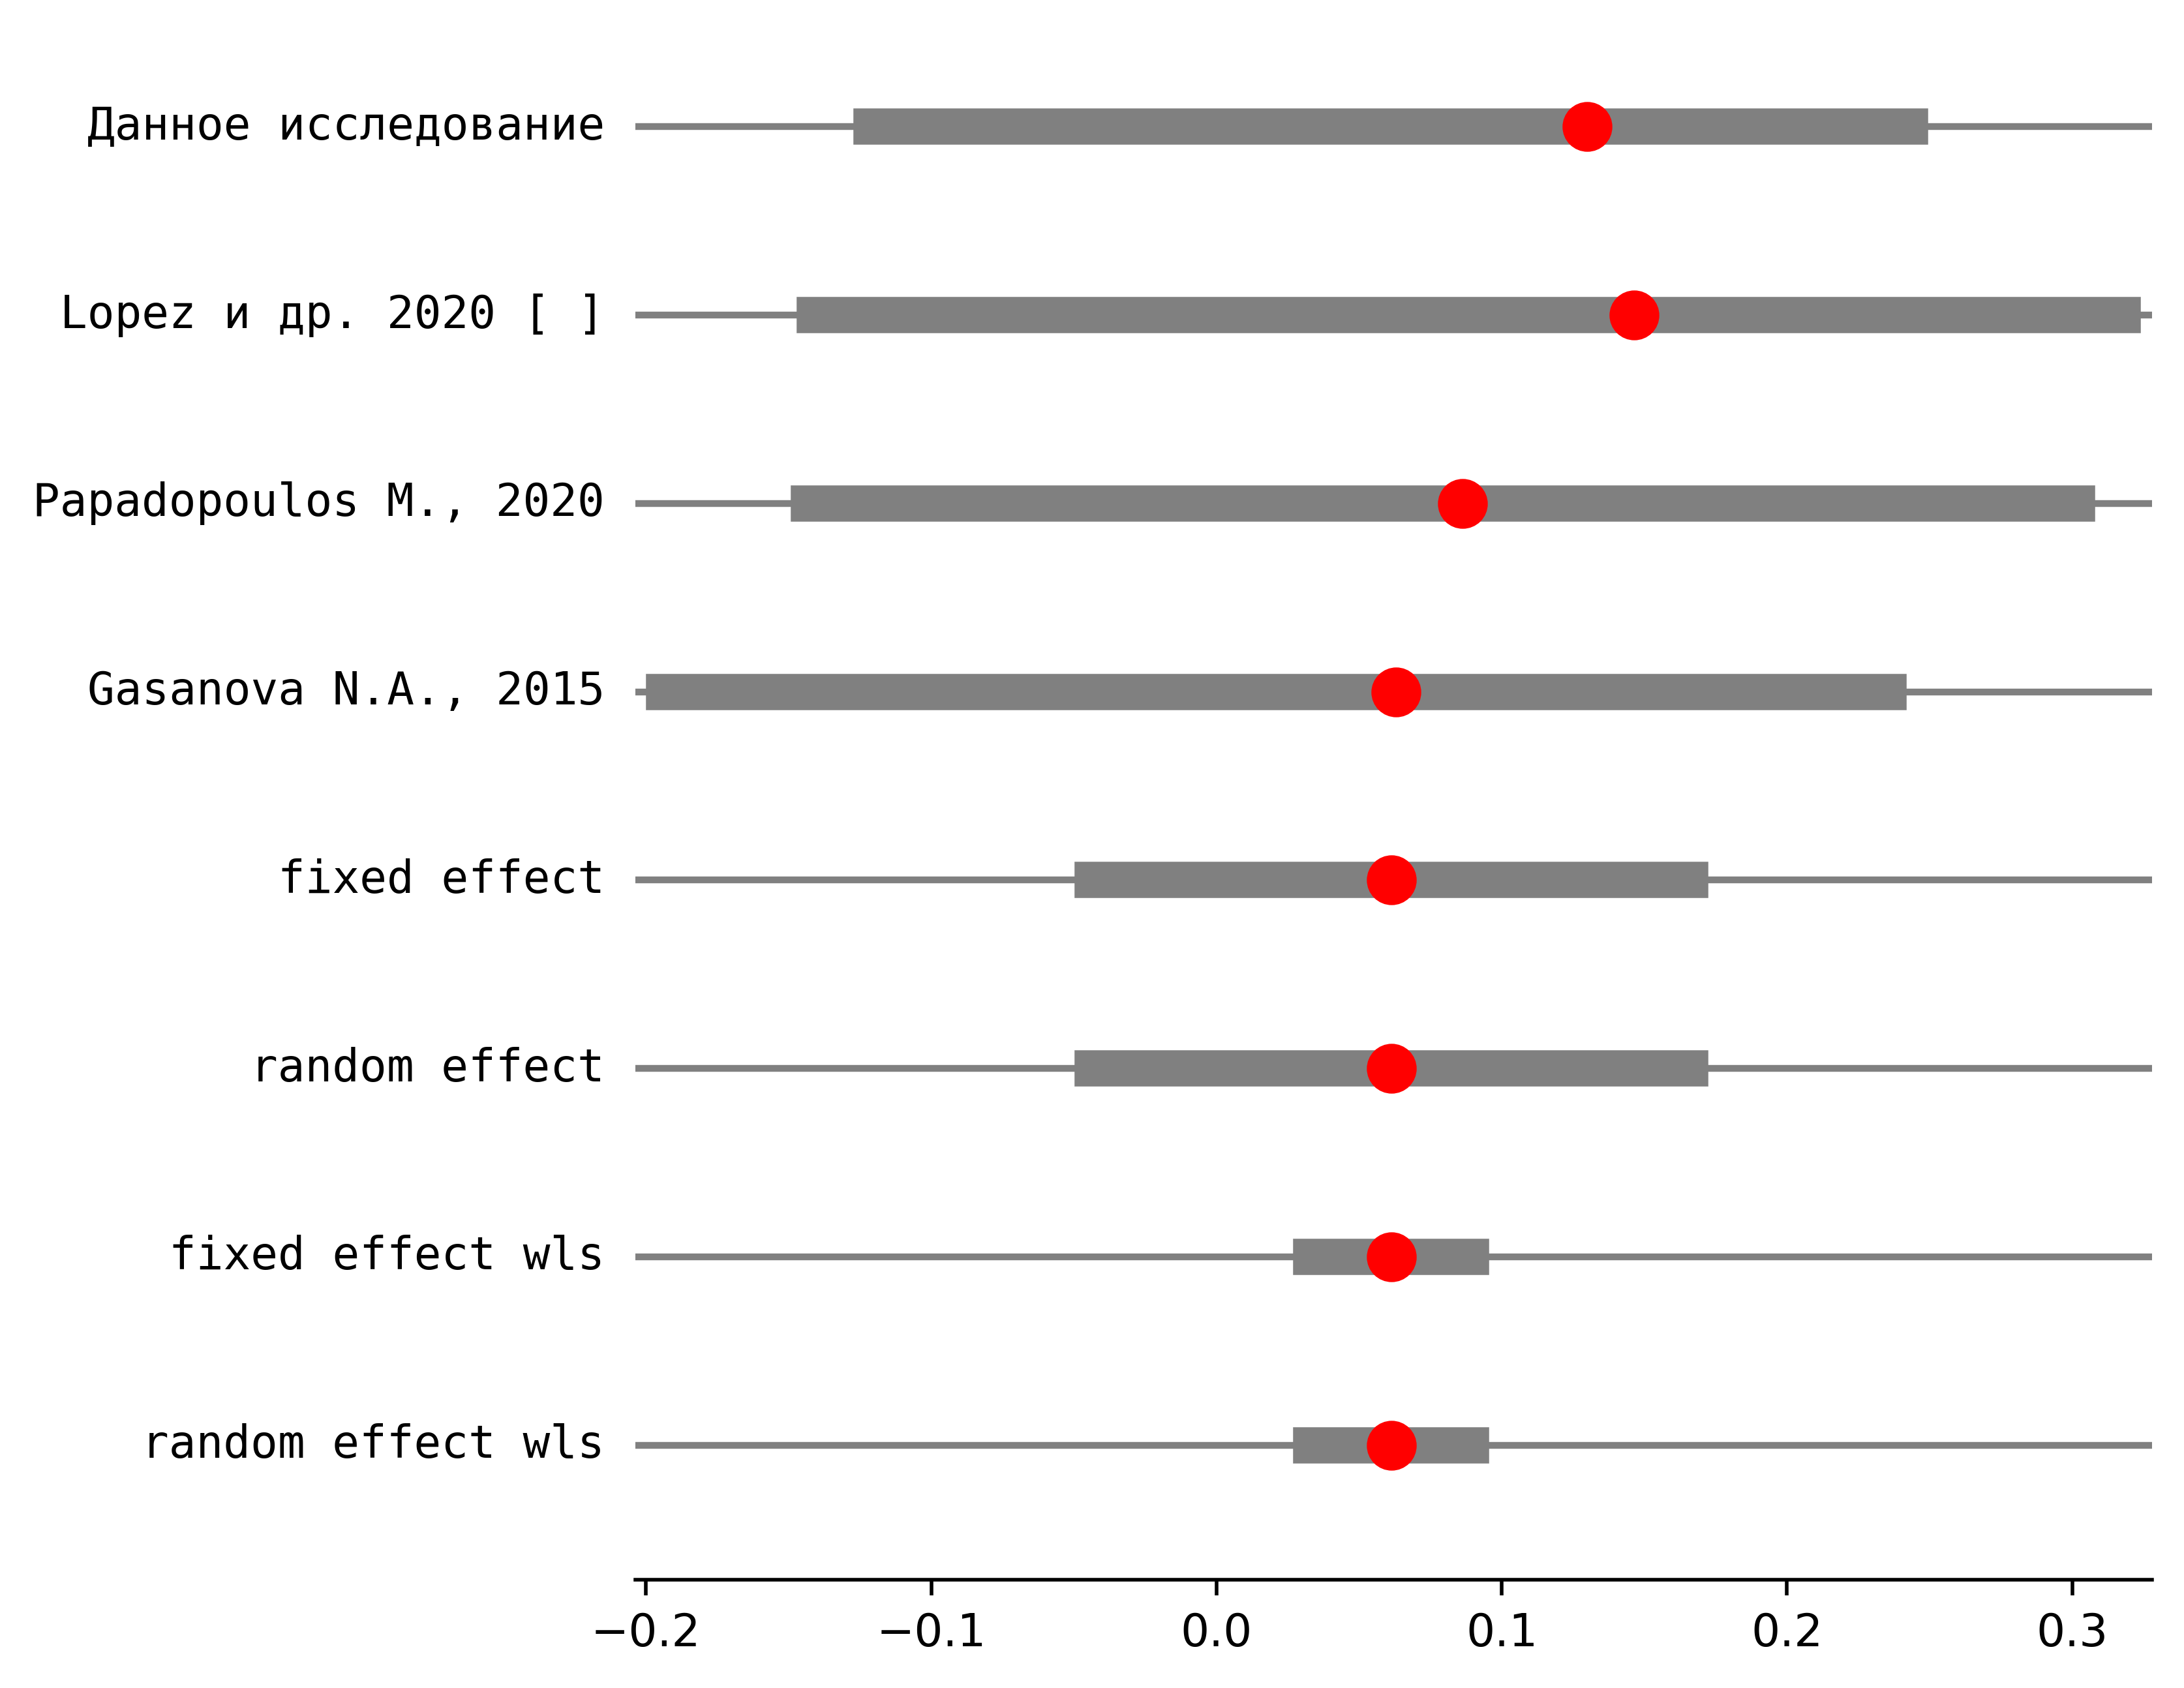 Данное исследование
Lopez и др. 2020 [ ]
Papadopoulos M., 2020
Gasanova N.A., 2015
fixed effect
random effect
fixed effect wls
random effect wls
−0.2 −0.1 0.0 0.1 0.2 0.3